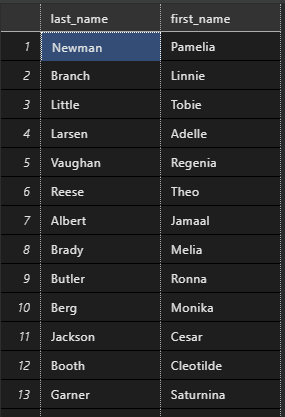 last_name first_name
1 Newman Pamelia
2 Branch Linnie
3 Little Tobie
4 Larsen Adelle
5 Vaughan Regenia
6 Reese Theo
7 Albert Jamaal
8 Brady Melia
9 Butler Ronna
10 Berg Monika
11 Jackson Cesar
12 Booth Cleotilde
13 Garner Saturnina